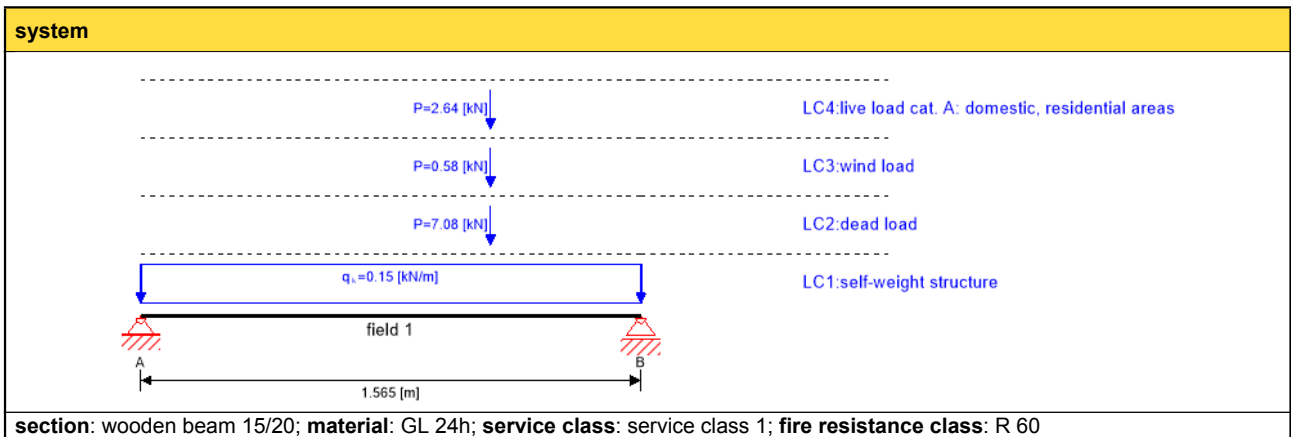 system
P=2.64 [kN]
LC4:live load cat. A: domestic, residential areas
P=0.58 [kN]
LC3:wind load
P=7.08 [kN]
LC2:dead load
qₖ=0.15 [kN/m]
LC1:self-weight structure
field 1
A
B
1.565 [m]
section: wooden beam 15/20; material: GL 24h; service class: service class 1; fire resistance class: R 60